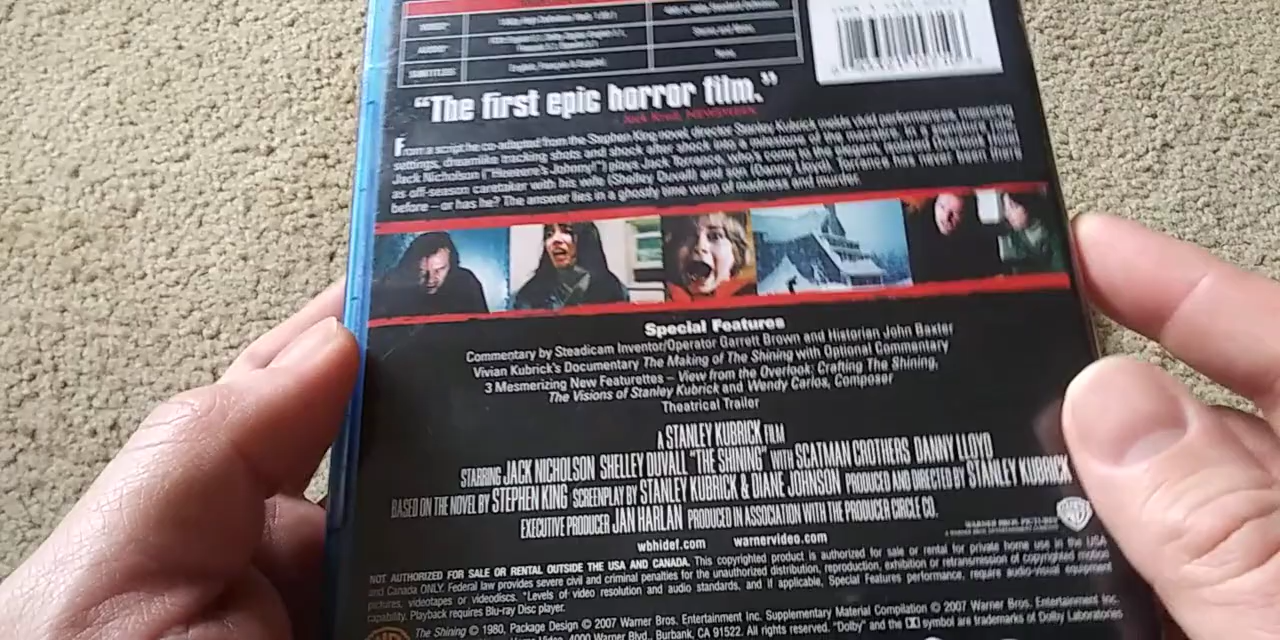 AUDIO*
SUBTITLES
English, Français & Español
None
"The first epic horror film."
Jack Kroll, NEWSWEEK
From a script he co-adapted from the Stephen King novel, director Stanley Kubrick melds vivid performances, menacing
settings, dreamlike tracking shots and shock after shock into a milestone of the macabre.
Jack Nicholson ("Heeeere's Johnny!") plays Jack Torrance, who's come to
as off-season caretaker with his wife (Shelley Duvall) and son (Danny Lloyd). Torrance has never been there
before – or has he? The answer lies in a ghostly time warp of madness and murder.
Special Features
Commentary by Steadicam Inventor/Operator Garrett Brown and Historian John Baxter
Vivian Kubrick's Documentary The Making of The Shining with Optional Commentary
3 Mesmerizing New Featurettes – View from the Overlook: Crafting The Shining,
The Visions of Stanley Kubrick and Wendy Carlos, Composer
Theatrical Trailer
A STANLEY KUBRICK FILM
STARRING JACK NICHOLSON SHELLEY DUVALL "THE SHINING" WITH SCATMAN CROTHERS DANNY LLOYD
BASED ON THE NOVEL BY STEPHEN KING SCREENPLAY BY STANLEY KUBRICK & DIANE JOHNSON PRODUCED AND DIRECTED BY STANLEY KUBRICK
EXECUTIVE PRODUCER JAN HARLAN PRODUCED IN ASSOCIATION WITH THE PRODUCER CIRCLE CO.
WARNER BROS. PICTURES
wbhidef.com warnervideo.com
NOT AUTHORIZED FOR SALE OR RENTAL OUTSIDE THE USA AND CANADA. This copyrighted product is authorized for sale or rental for private home use in the USA
and Canada ONLY. Federal law provides severe civil and criminal penalties for the unauthorized distribution, reproduction, exhibition or retransmission of copyrighted motion
pictures, videotapes or videodiscs. *Levels of video resolution and audio standards, and if applicable, Special Features performance, require audio-visual equipment
capability. Playback requires Blu-ray Disc player.
The Shining © 1980, Package Design © 2007 Warner Bros. Entertainment Inc. Supplementary Material Compilation © 2007 Warner Bros. Entertainment Inc.
Home Video, 4000 Warner Blvd., Burbank, CA 91522. All rights reserved. "Dolby" and the symbol are trademarks of Dolby Laboratories